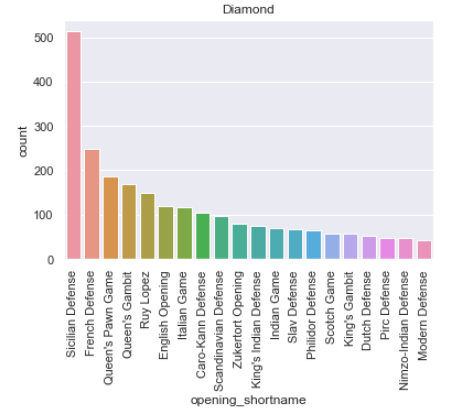 Diamond
500
400
300
200
100
0
count
Sicilian Defense
French Defense
Queen's Pawn Game
Queen's Gambit
Ruy Lopez
English Opening
Italian Game
Caro-Kann Defense
Scandinavian Defense
Zukertort Opening
King's Indian Defense
Indian Game
Slav Defense
Philidor Defense
Scotch Game
King's Gambit
Dutch Defense
Pirc Defense
Nimzo-Indian Defense
Modern Defense
opening_shortname